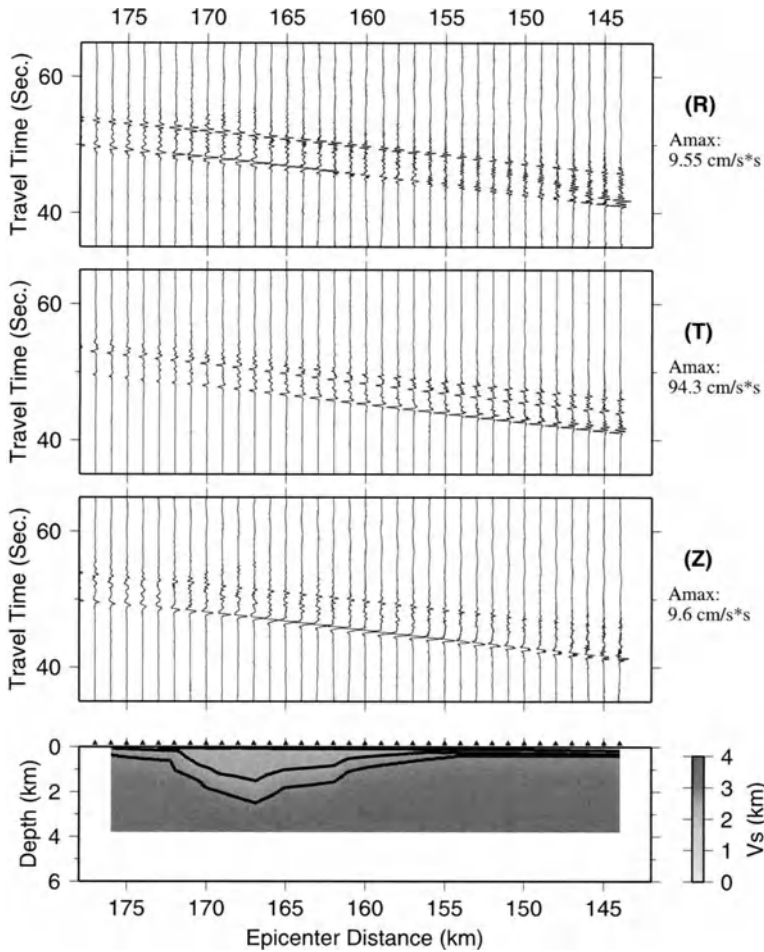 175 170 165 160 155 150 145
60
40
Travel Time (Sec.)
(R)
Amax:
9.55 cm/s*s
60
40
Travel Time (Sec.)
(T)
Amax:
94.3 cm/s*s
60
40
Travel Time (Sec.)
(Z)
Amax:
9.6 cm/s*s
0
2
4
6
Depth (km)
4
3
2
1
0
Vs (km)
175 170 165 160 155 150 145
Epicenter Distance (km)